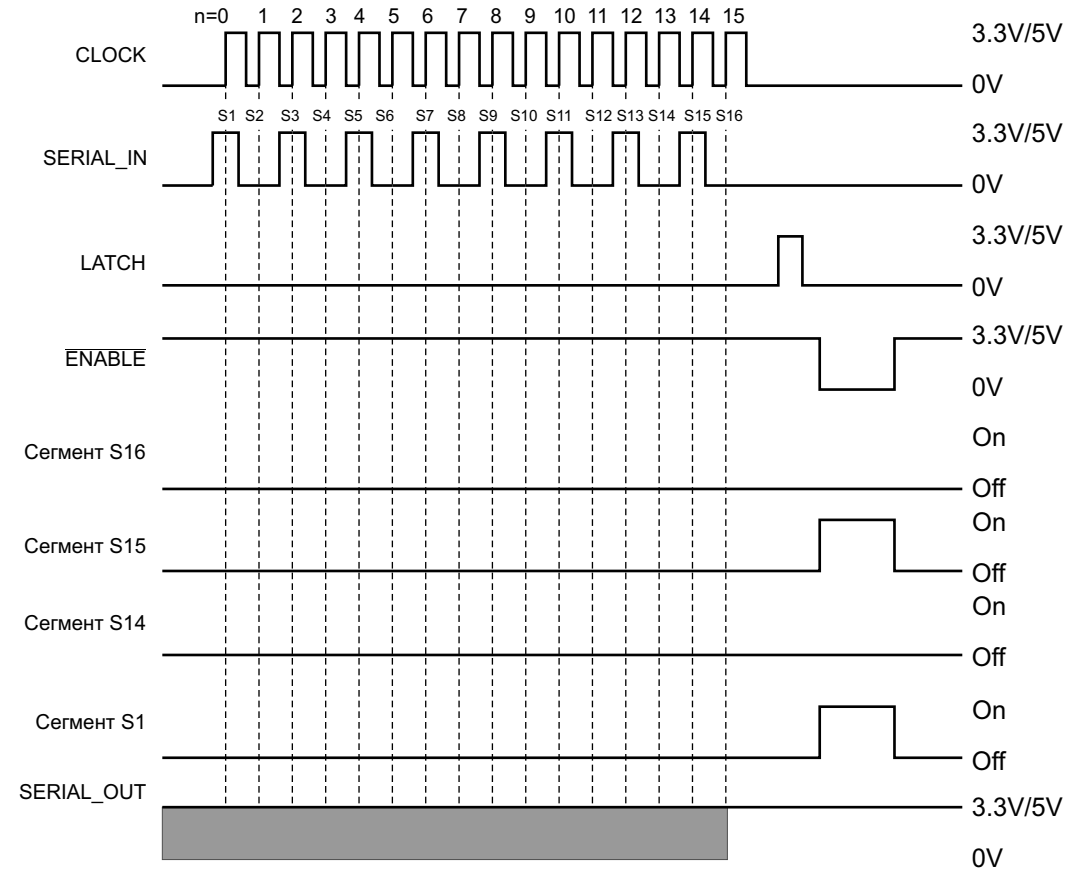 n=0 1 2 3 4 5 6 7 8 9 10 11 12 13 14 15
3.3V/5V
CLOCK
0V
S1 S2 S3 S4 S5 S6 S7 S8 S9 S10 S11 S12 S13 S14 S15 S16
3.3V/5V
SERIAL_IN
0V
3.3V/5V
LATCH
0V
3.3V/5V
ENABLE
0V
On
Сегмент S16
Off
On
Сегмент S15
Off
On
Сегмент S14
Off
On
Сегмент S1
Off
SERIAL_OUT
3.3V/5V
0V